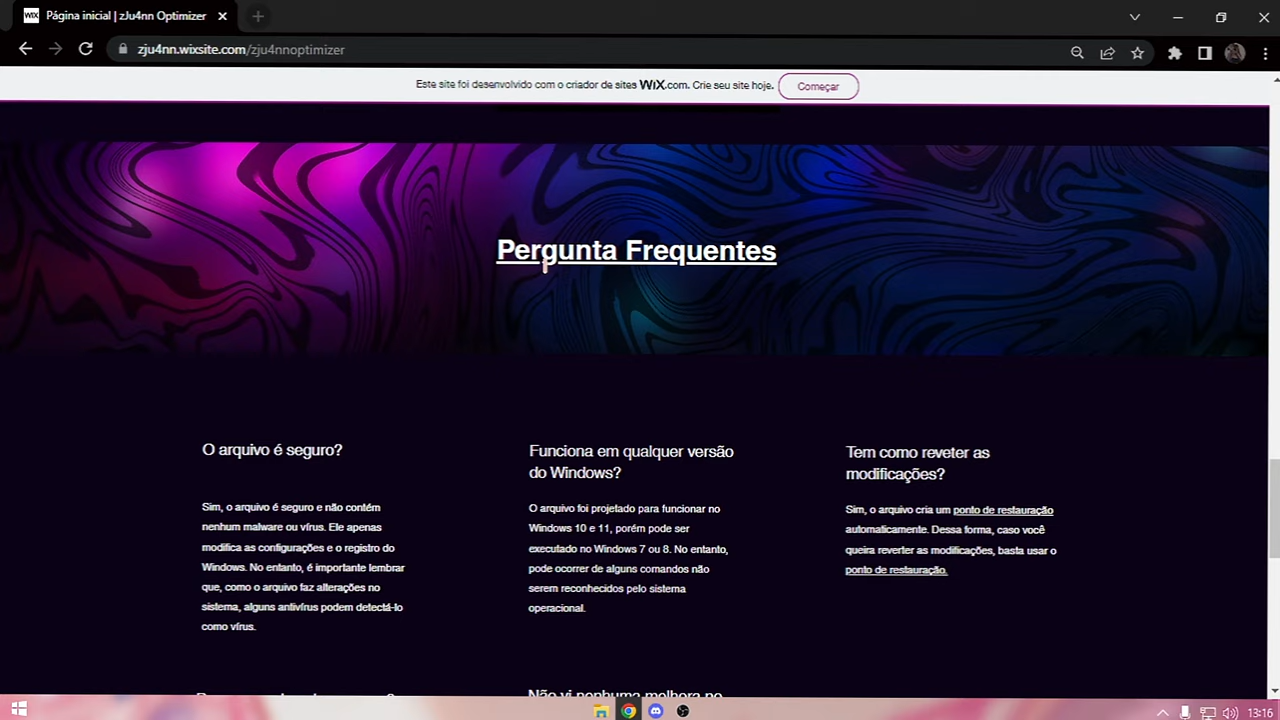 WiX Página inicial | zJu4nn Optimizer
zju4nn.wixsite.com/zju4nnoptimizer
Este site foi desenvolvido com o criador de sites WiX.com. Crie seu site hoje. Começar
Pergunta Frequentes
O arquivo é seguro?
Sim, o arquivo é seguro e não contém
nenhum malware ou vírus. Ele apenas
modifica as configurações e o registro do
Windows. No entanto, é importante lembrar
que, como o arquivo faz alterações no
sistema, alguns antivírus podem detectá-lo
como vírus.
Funciona em qualquer versão
do Windows?
O arquivo foi projetado para funcionar no
Windows 10 e 11, porém pode ser
executado no Windows 7 ou 8. No entanto,
pode ocorrer de alguns comandos não
serem reconhecidos pelo sistema
operacional.
Tem como reveter as
modificações?
Sim, o arquivo cria um ponto de restauração
automaticamente. Dessa forma, caso você
queira reverter as modificações, basta usar o
ponto de restauração.
Não vi nenhuma melhora no
13:16